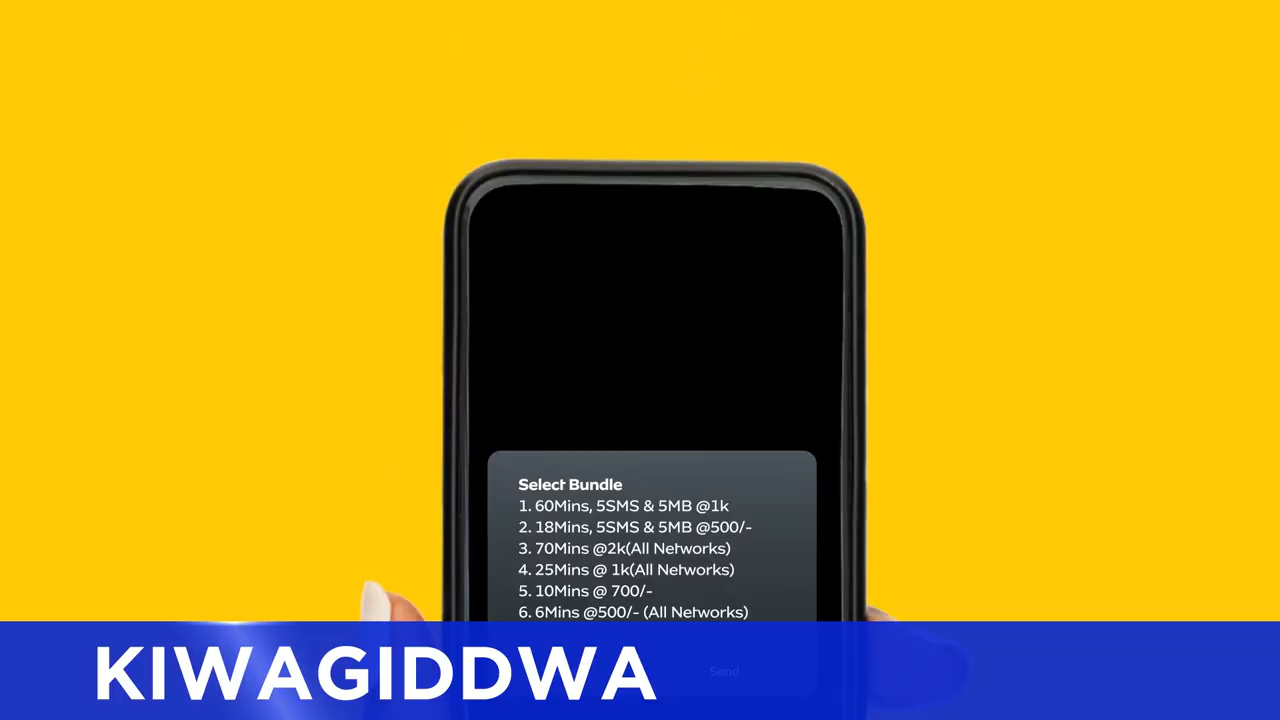 Select Bundle
1. 60Mins, 5SMS & 5MB @1k
2. 18Mins, 5SMS & 5MB @500/-
3. 70Mins @2k(All Networks)
4. 25Mins @ 1k(All Networks)
5. 10Mins @ 700/-
6. 6Mins @500/- (All Networks)
Send
KIWAGIDDWA